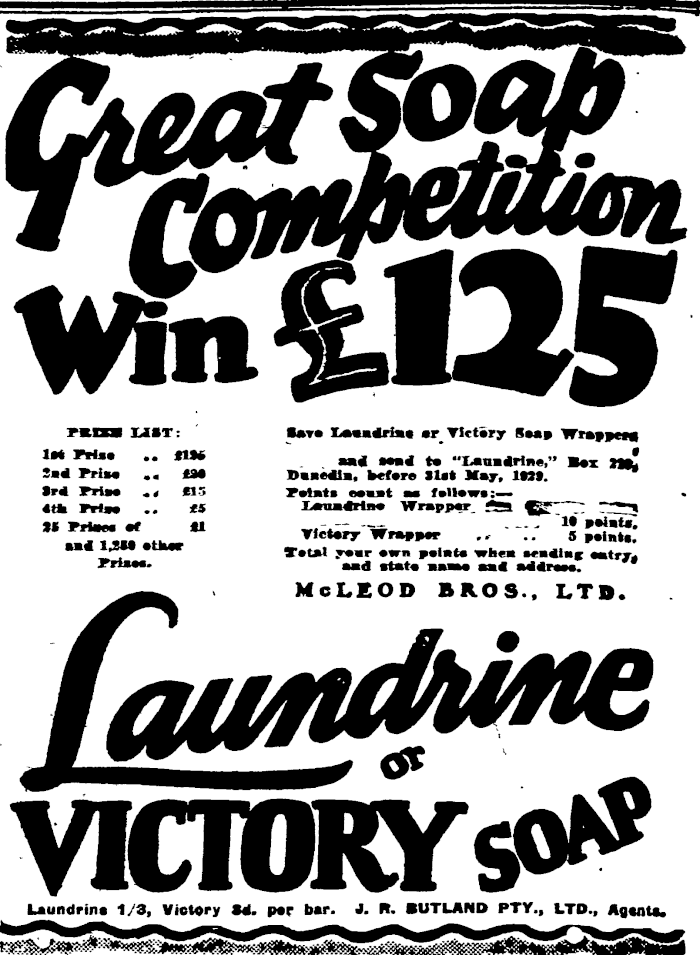 Great Soap
Competition
Win £125
PRIZE LIST:
1st Prize .. £125
2nd Prize .. £20
3rd Prize .. £15
4th Prize .. £5
25 Prizes of £1
and 1,250 other
Prizes.
Save Laundrine or Victory Soap Wrappers,
and send to "Laundrine," Box
Dunedin, before 31st May, 1929.
Points count as follows:—
Laundrine Wrapper
10 points.
Victory Wrapper .. .. 5 points.
Total your own points when sending entry,
and state name and address.
McLEOD BROS., LTD.
Laundrine
or
VICTORY SOAP
Laundrine 1/3, Victory per bar. J. R. BUTLAND PTY., LTD., Agents.